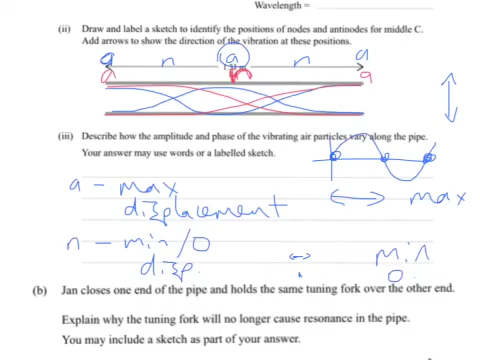 Wavelength =
(ii) Draw and label a sketch to identify the positions of nodes and antinodes for middle C.
Add arrows to show the direction of the vibration at these positions.
a n a n a
a n a
(iii) Describe how the amplitude and phase of the vibrating air particles vary along the pipe.
Your answer may use words or a labelled sketch.
a - max
displacement
max
n - min/0
disp.
min
0
(b) Jan closes one end of the pipe and holds the same tuning fork over the other end.
Explain why the tuning fork will no longer cause resonance in the pipe.
You may include a sketch as part of your answer.